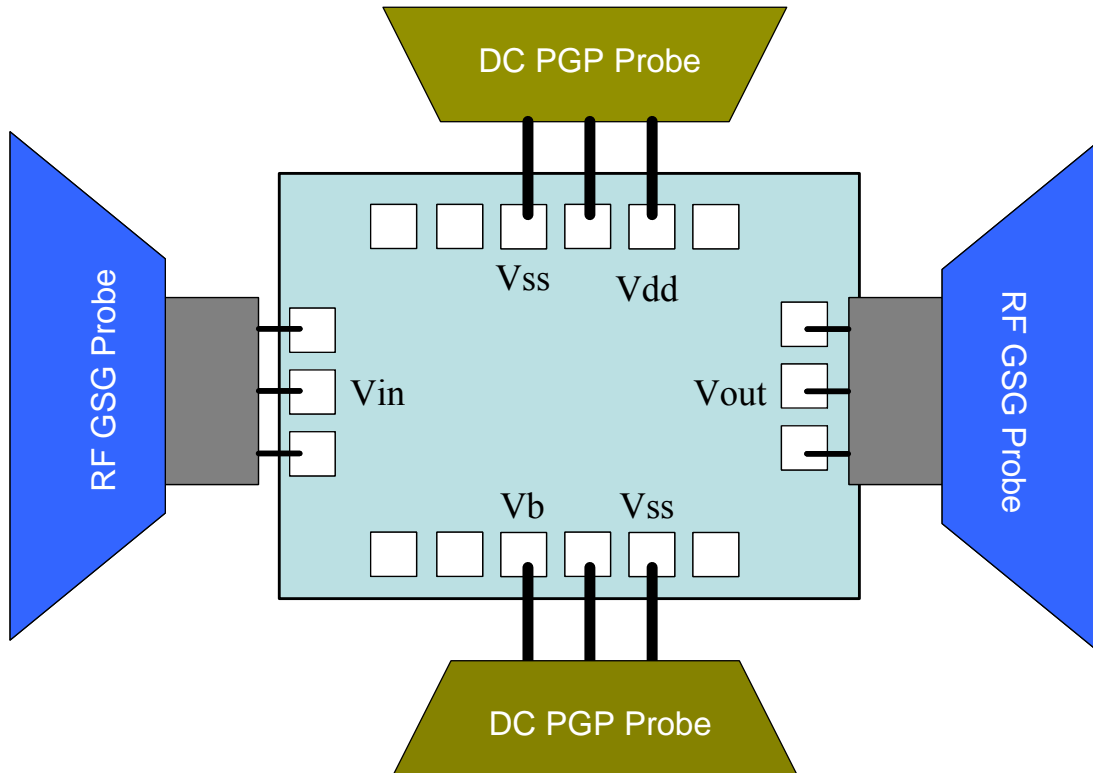 DC PGP Probe
Vss Vdd
RF GSG Probe
Vin
Vout
RF GSG Probe
Vb Vss
DC PGP Probe